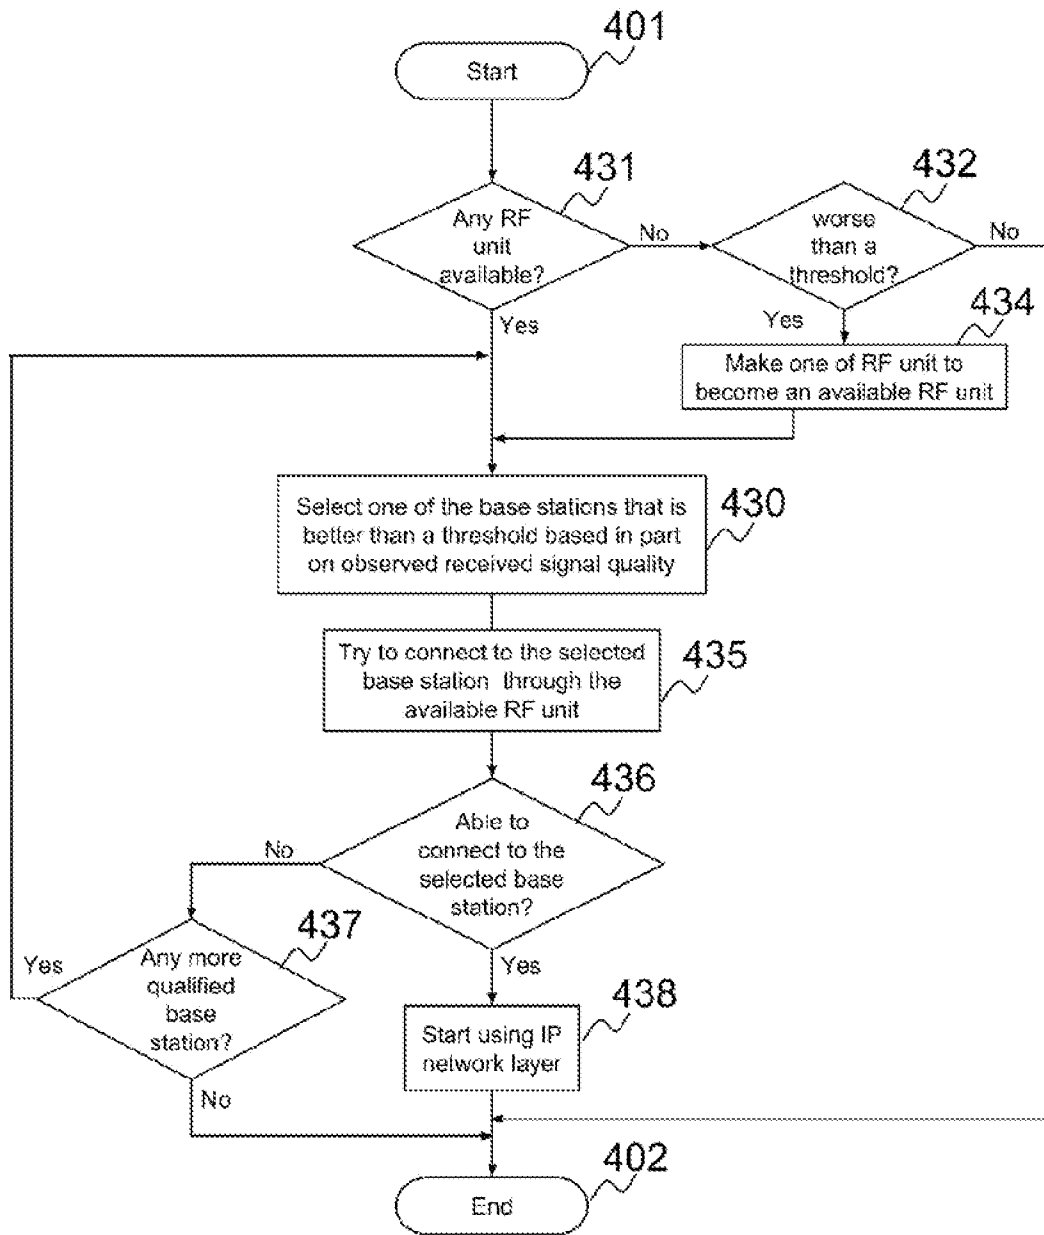 401
Start
431
Any RF
unit
available?
No
Yes
432
worse
than a
threshold?
No
Yes
434
Make one of RF unit to
become an available RF unit
430
Select one of the base stations that is
better than a threshold based in part
on observed received signal quality
435
Try to connect to the selected
base station through the
available RF unit
436
Able to
connect to the
selected base
station?
No
Yes
437
Any more
qualified
base
station?
Yes
No
438
Start using IP
network layer
402
End